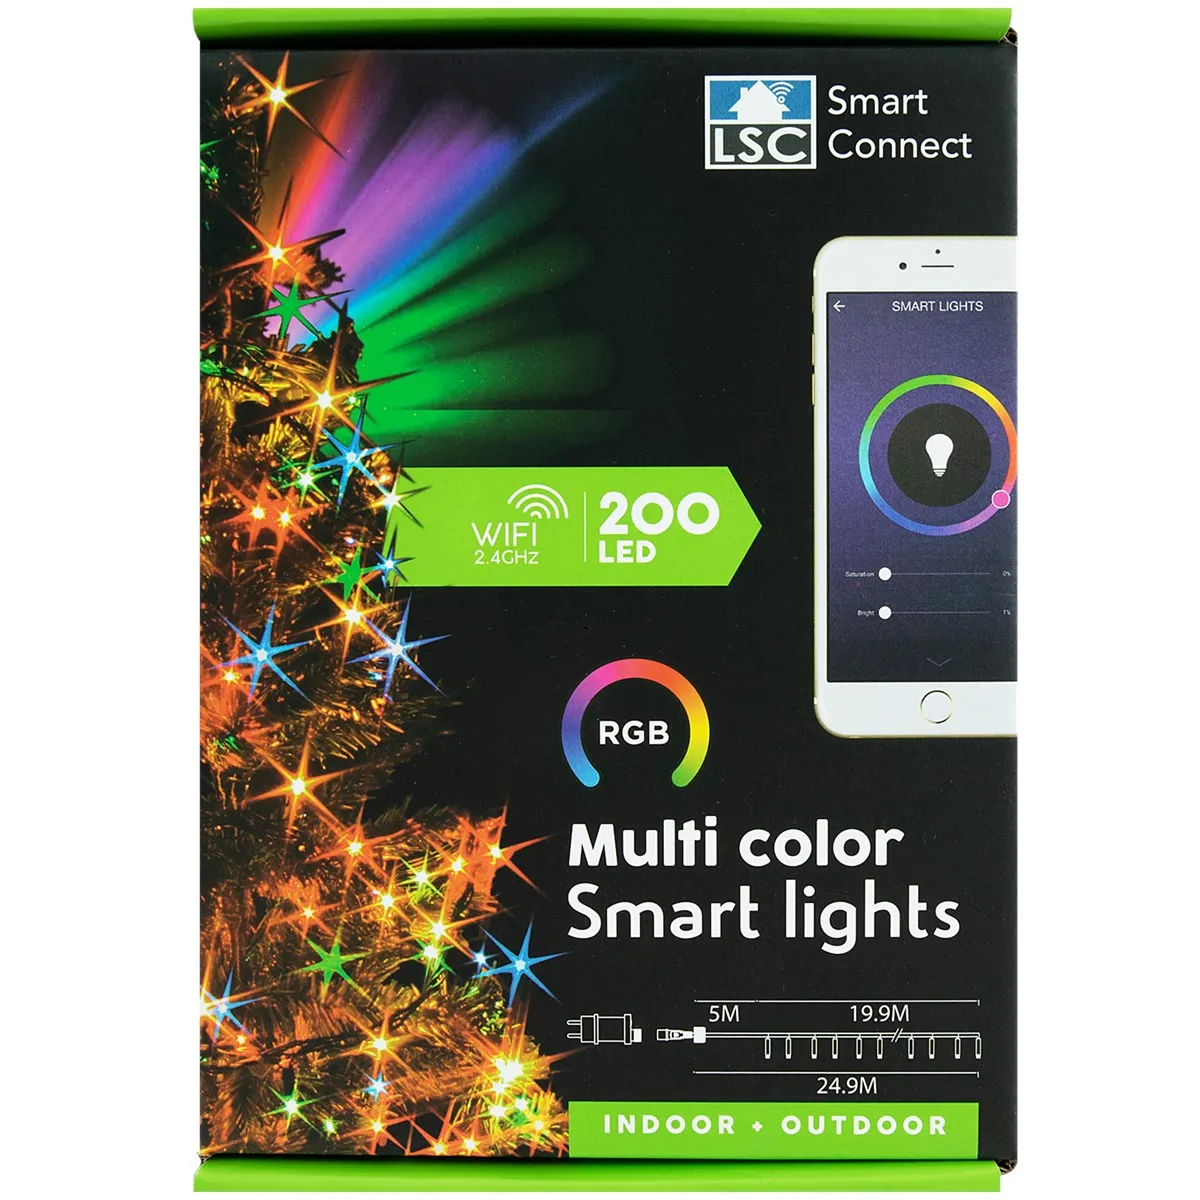 LSC
Smart
Connect
SMART LIGHTS
WIFI
2.4GHz
200
LED
Saturation 0%
Bright 1%
RGB
Multi color
Smart lights
5M 19.9M
24.9M
INDOOR + OUTDOOR